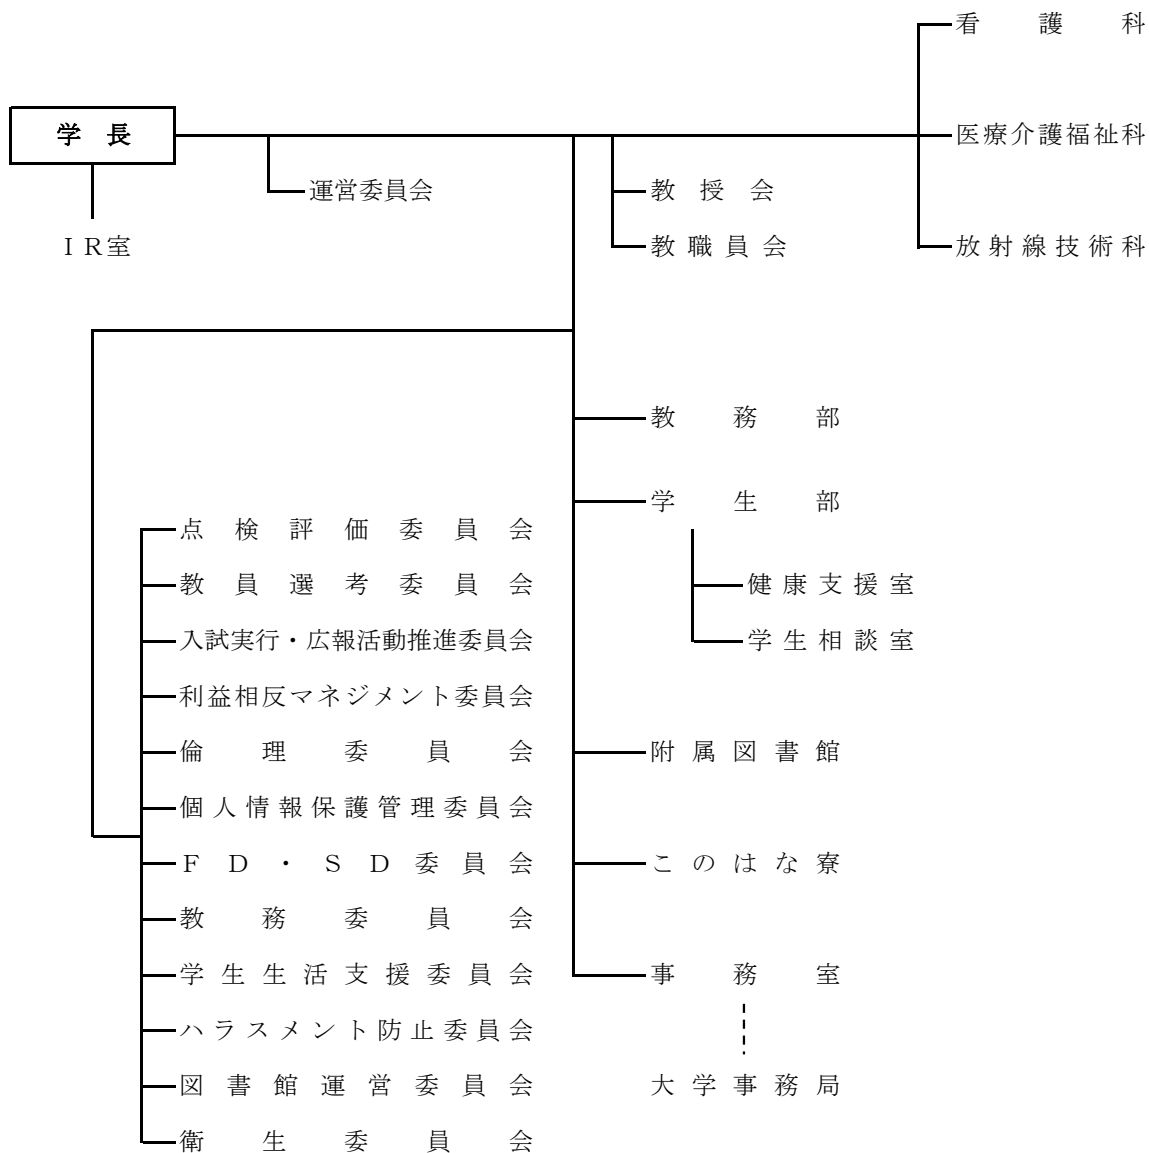 看護科
学長
医療介護福祉科
運営委員会
教授会
ＩＲ室
教職員会
放射線技術科
教務部
学生部
健康支援室
学生相談室
附属図書館
このはな寮
事務室
大学事務局
点検評価委員会
教員選考委員会
入試実行・広報活動推進委員会
利益相反マネジメント委員会
倫理委員会
個人情報保護管理委員会
ＦＤ・ＳＤ委員会
教務委員会
学生生活支援委員会
ハラスメント防止委員会
図書館運営委員会
衛生委員会